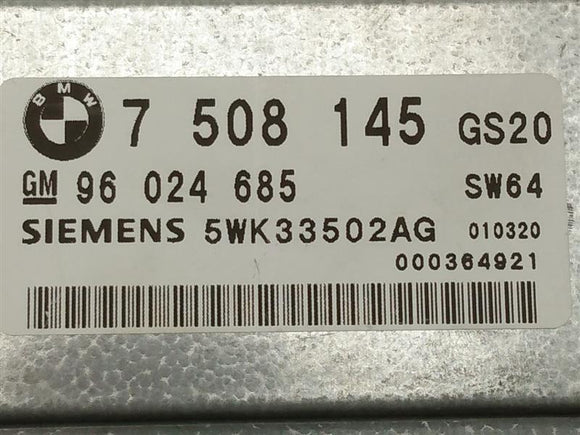 BMW 7 508 145 GS20
GM 96 024 685 SW64
SIEMENS 5WK33502AG 010320
000364921